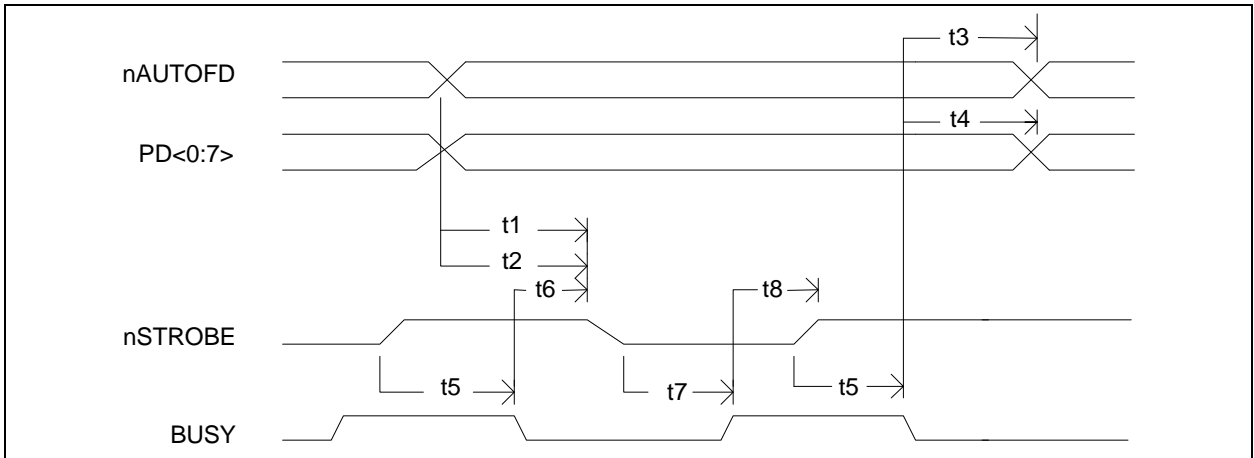 t3
nAUTOFD
t4
PD<0:7>
t1
t2
t6
t8
nSTROBE
t5
t7
t5
BUSY